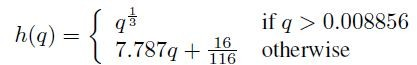 h(q) = { q^{1/3} if q > 0.008856
7.787q + 16/116 otherwise